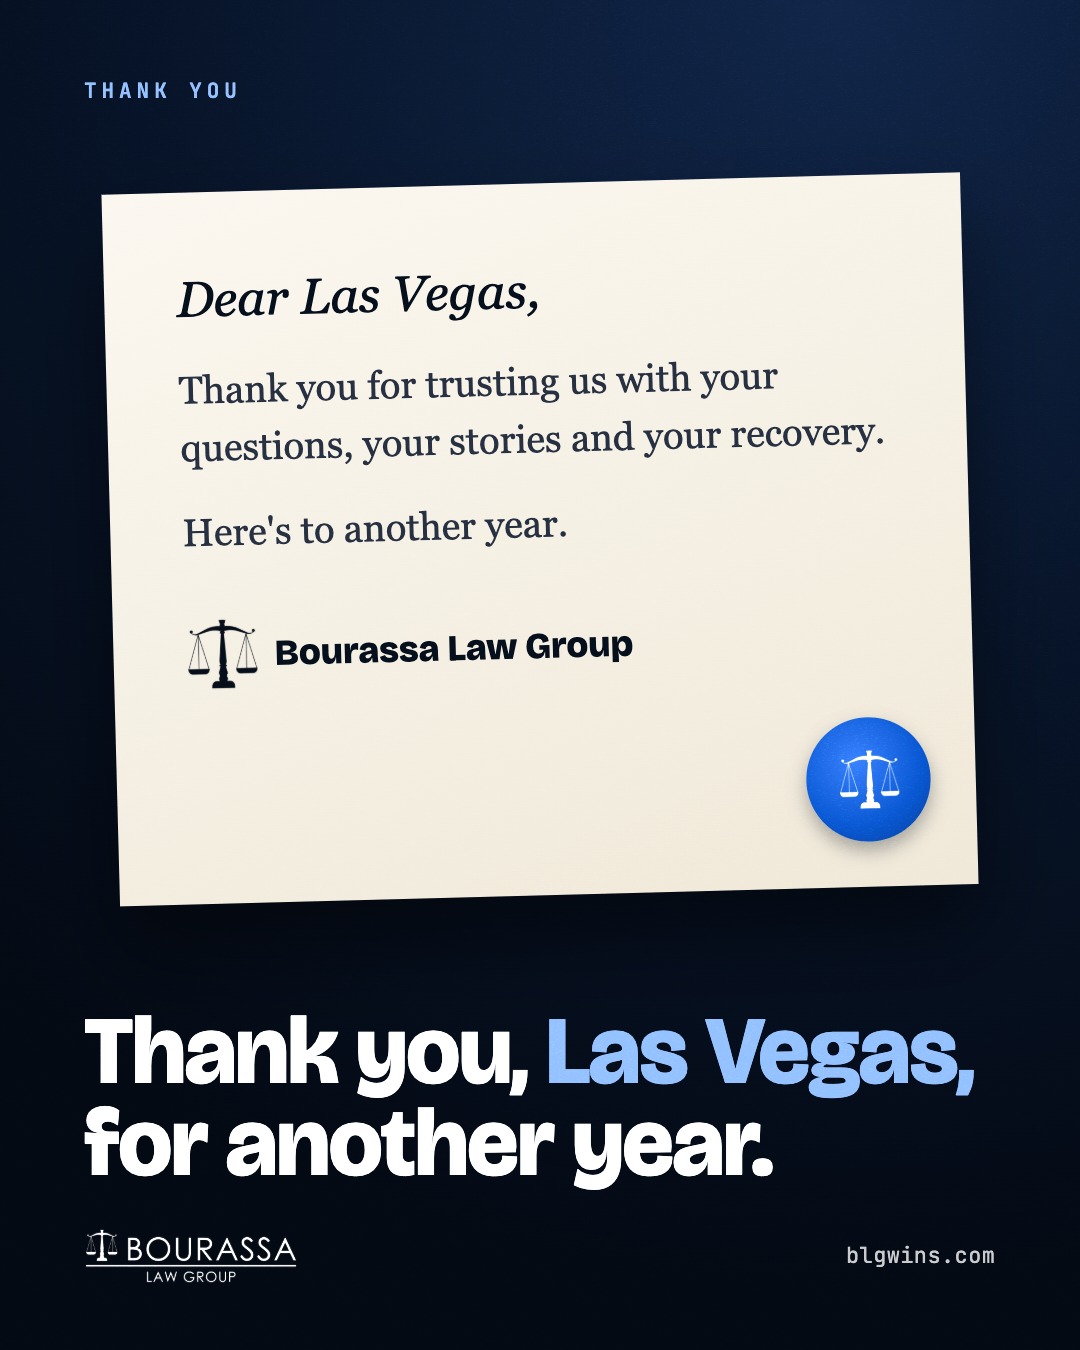 THANK YOU
Dear Las Vegas,
Thank you for trusting us with your
questions, your stories and your recovery.
Here's to another year.
Bourassa Law Group
Thank you, Las Vegas,
for another year.
BOURASSA
LAW GROUP
blgwins.com